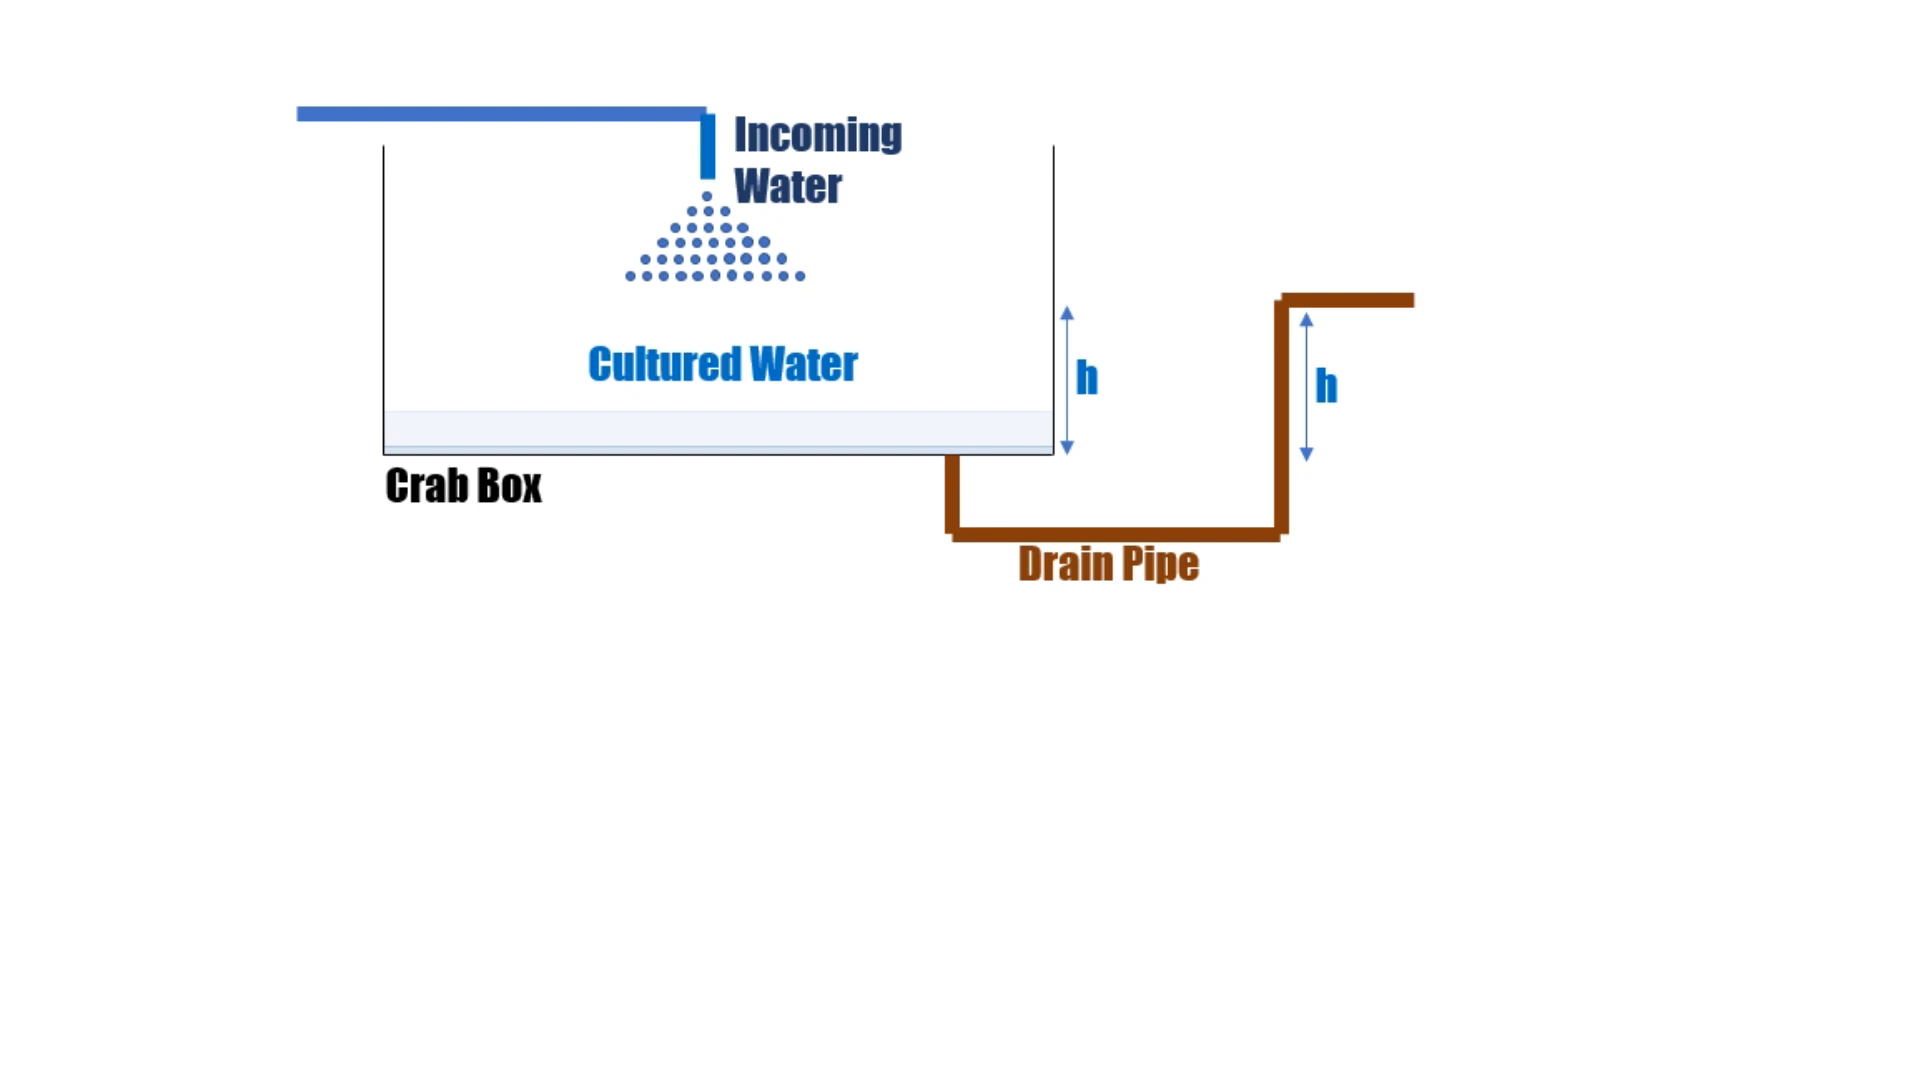 Incoming
Water
Cultured Water
h
h
Crab Box
Drain Pipe